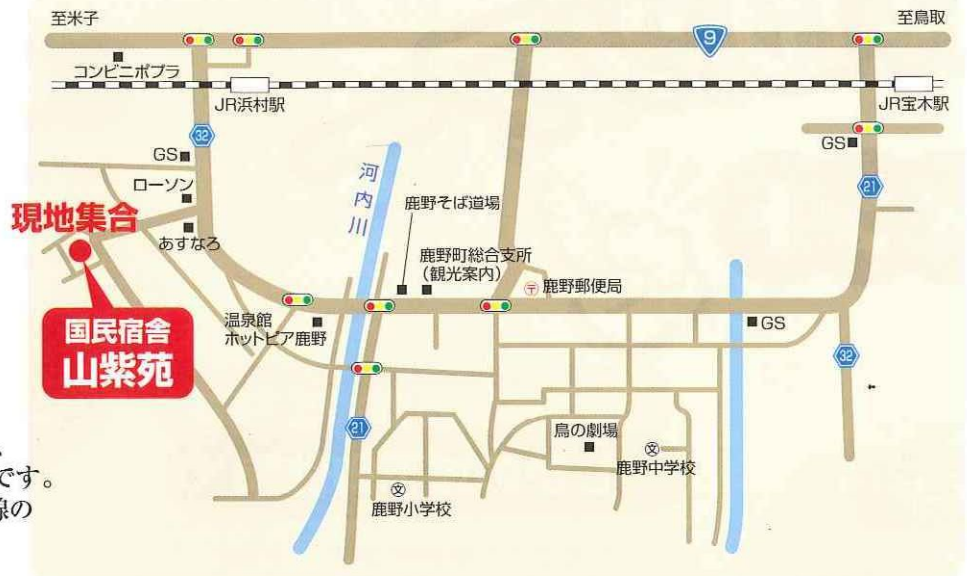 至米子
至鳥取
9
コンビニポプラ
JR浜村駅
JR宝木駅
32
GS
GS
21
ローソン
河内川
鹿野そば道場
現地集合
あすなろ
鹿野町総合支所
(観光案内)
〒鹿野郵便局
国民宿舎
山紫苑
温泉館
ホットピア鹿野
GS
32
21
鳥の劇場
文
鹿野中学校
文
鹿野小学校
です。
線の